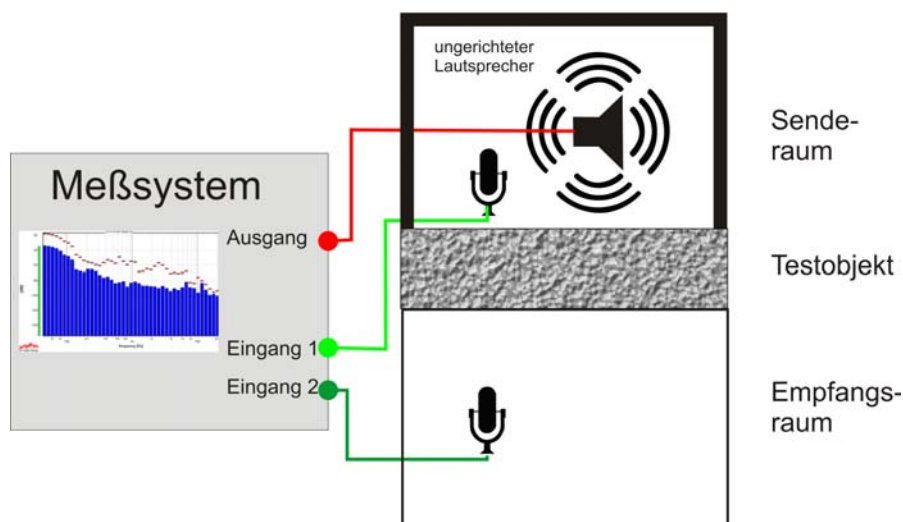 ungerichteter
Lautsprecher
Sende-
raum
Meßsystem
Ausgang
Testobjekt
Eingang 1
Eingang 2
Empfangs-
raum